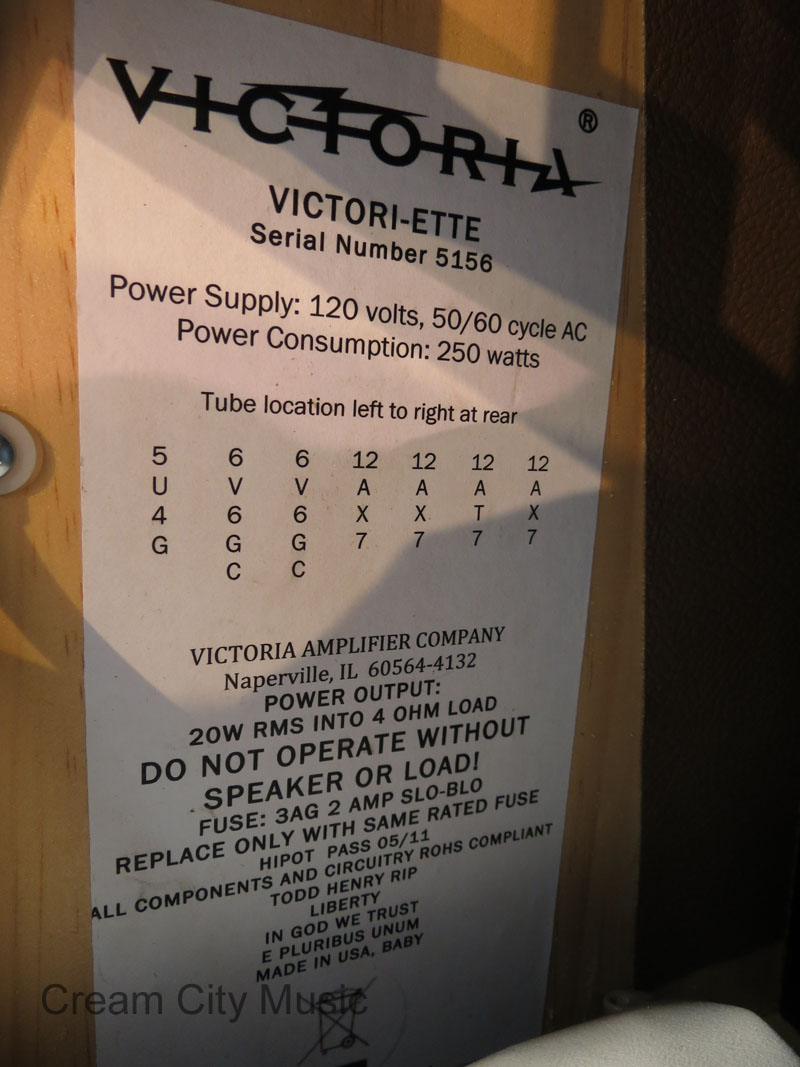 VICTORIA®
VICTORI-ETTE
Serial Number 5156
Power Supply: 120 volts, 50/60 cycle AC
Power Consumption: 250 watts
Tube location left to right at rear
5 6 6 12 12 12 12
U V V A A A A
4 6 6 X X T X
G G G 7 7 7 7
C C
VICTORIA AMPLIFIER COMPANY
Naperville, IL 60564-4132
POWER OUTPUT:
20W RMS INTO 4 OHM LOAD
DO NOT OPERATE WITHOUT
SPEAKER OR LOAD!
FUSE: 3AG 2 AMP SLO-BLO
REPLACE ONLY WITH SAME RATED FUSE
HIPOT PASS 05/11
ALL COMPONENTS AND CIRCUITRY ROHS COMPLIANT
TODD HENRY RIP
LIBERTY
IN GOD WE TRUST
E PLURIBUS UNUM
MADE IN USA, BABY
Cream City Music